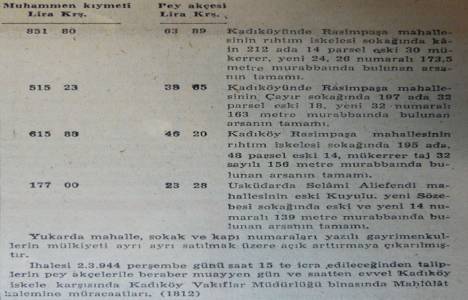 Muhammen kıymeti Pey akçesi
Lira Krş. Lira Krş.
851 80 63 89 Kadıköyünde Rasimpaşa mahalle-
sinin rıhtım iskelesi sokağında kâ-
in 212 ada 14 parsel eski 30 mü-
kerrer, yeni 24, 26 numaralı 173,5
metre murabbaında bulunan arsa-
nın tamamı.
515 23 38 65 Kadıköyünde Rasimpaşa mahalle-
sinin Çayır sokağında 197 ada 32
parsel eski 18, yeni 32 numaralı
163 metre murabbaında bulunan
arsanın tamamı.
615 89 46 20 Kadıköy Rasimpaşa mahallesinin
rıhtım iskelesi sokağında 195 ada,
48 parsel eski 14, mükerrer taj 32
sayılı 156 metre murabbaında bu-
lunan arsanın tamamı.
177 00 23 28 Üsküdarda Selâmi Aliefendi ma-
hallesinin eski Kuyulu, yeni Söze-
besi sokağında eski ve yeni 14 nu-
maralı 139 metre murabbaında bu-
lunan arsanın tamamı.
Yukarda mahalle, sokak ve kapı numaraları yazılı gayrimenkul-
lerin mülkiyeti ayrı ayrı satılmak üzere açık arttırmaya çıkarılmış-
tır.
İhalesi 2.3.944 perşembe günü saat 15 te icra edileceğinden talip-
lerin pey akçelerile beraber muayyen gün ve saatten evvel Kadıköy
iskele karşısında Kadıköy Vakıflar Müdürlüğü binasında Mahlûlât
kalemine müracaatları. (1812)